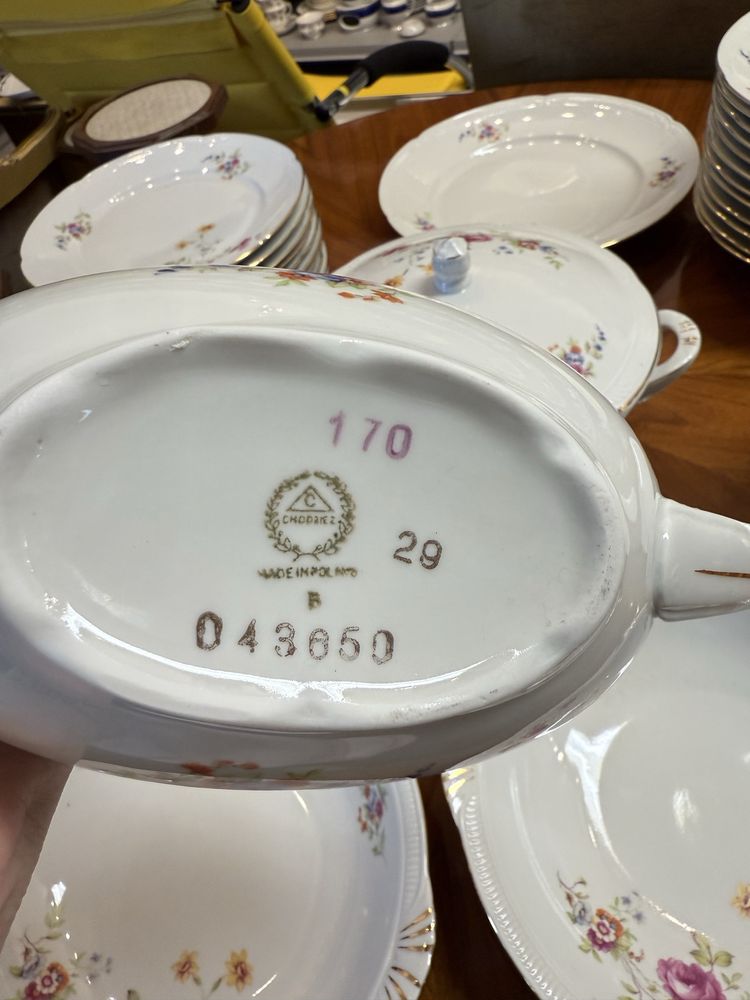 170
C
CHODZIEŻ
MADE IN POLAND
29
B
043650